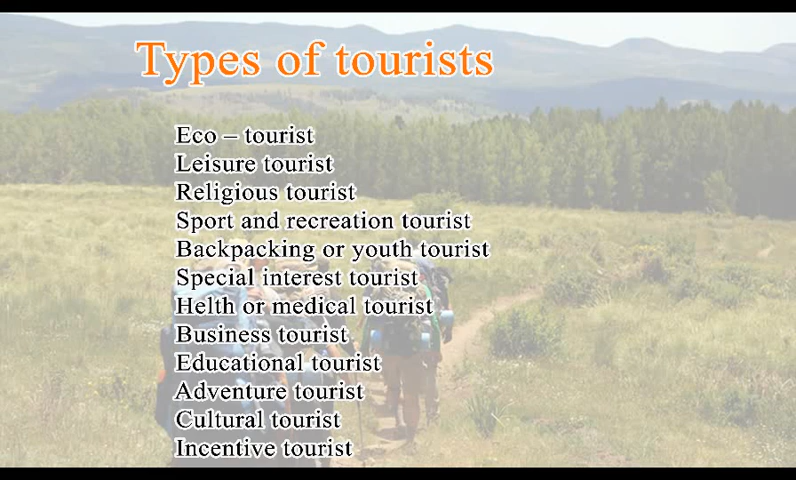 Types of tourists
Eco – tourist
Leisure tourist
Religious tourist
Sport and recreation tourist
Backpacking or youth tourist
Special interest tourist
Helth or medical tourist
Business tourist
Educational tourist
Adventure tourist
Cultural tourist
Incentive tourist